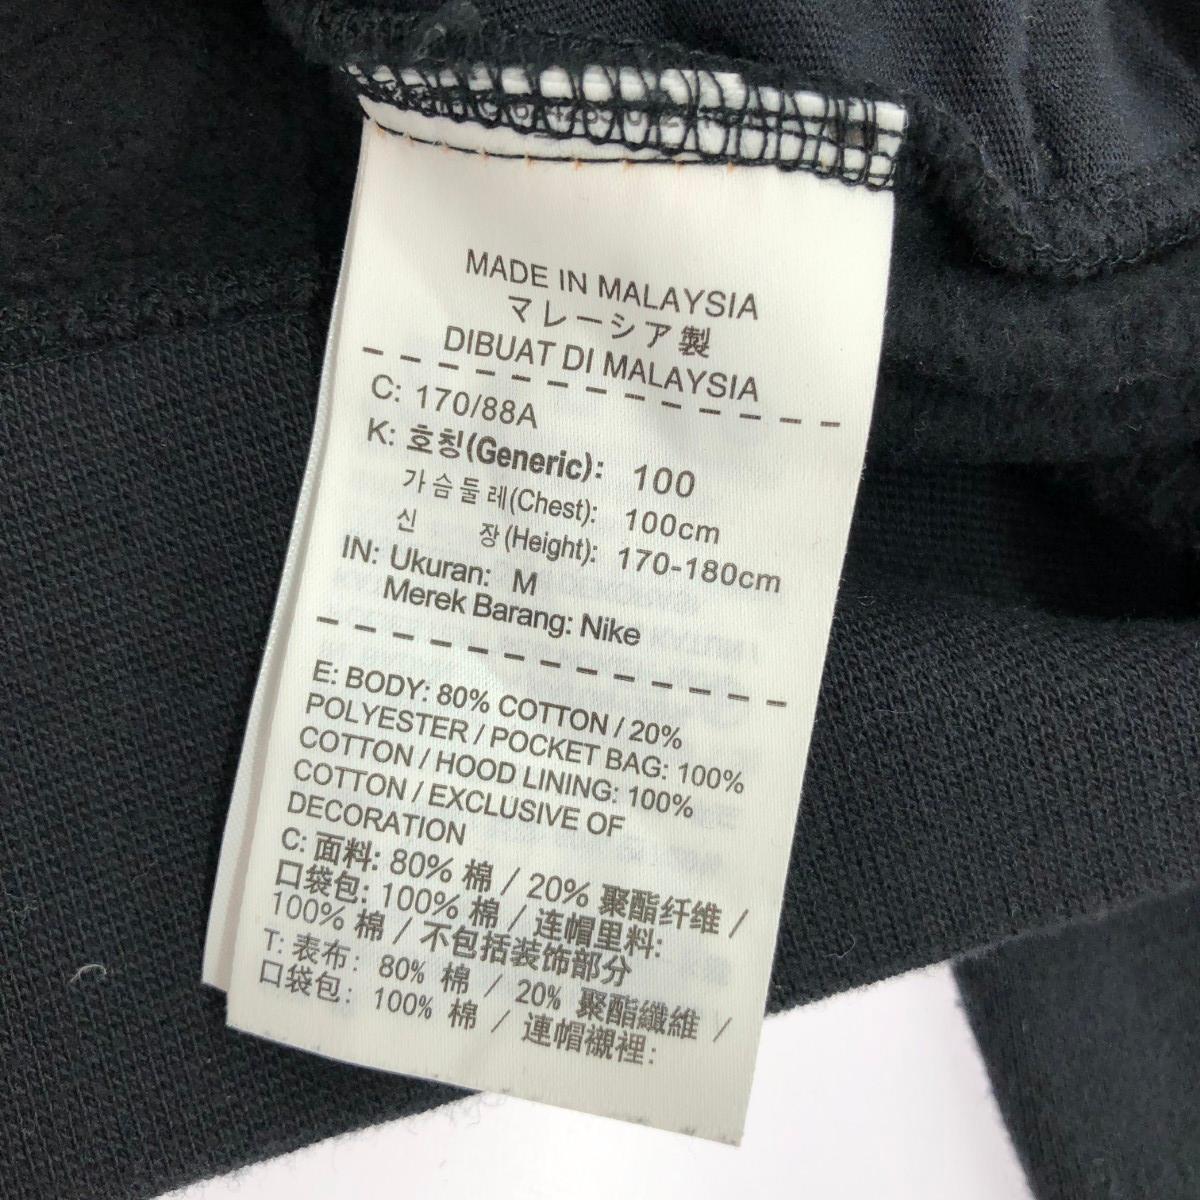 MADE IN MALAYSIA
マレーシア製
DIBUAT DI MALAYSIA
C: 170/88A
K: 호칭(Generic): 100
가슴둘레(Chest): 100cm
신 장(Height): 170-180cm
IN: Ukuran: M
Merek Barang: Nike
E: BODY: 80% COTTON / 20%
POLYESTER / POCKET BAG: 100%
COTTON / HOOD LINING: 100%
COTTON / EXCLUSIVE OF
DECORATION
C: 面料: 80% 棉 / 20% 聚酯纤维 /
口袋包: 100% 棉 / 连帽里料:
100% 棉 / 不包括装饰部分
T: 表布: 80% 棉 / 20% 聚酯纖維 /
口袋包: 100% 棉 / 連帽襯裡: